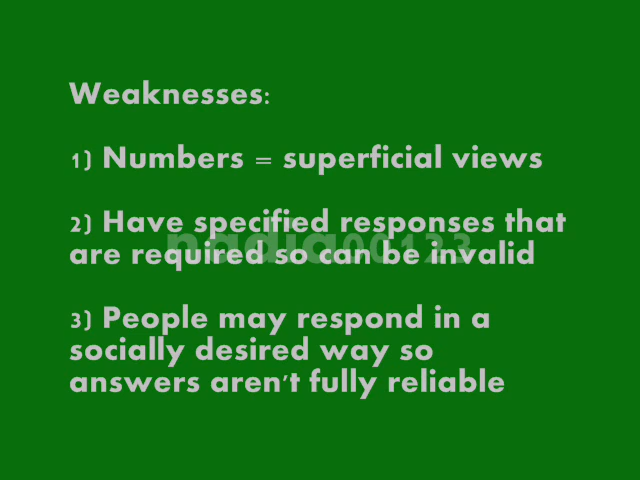 Weaknesses:
1) Numbers = superficial views
2) Have specified responses that
are required so can be invalid
nadia00123
3) People may respond in a
socially desired way so
answers aren't fully reliable